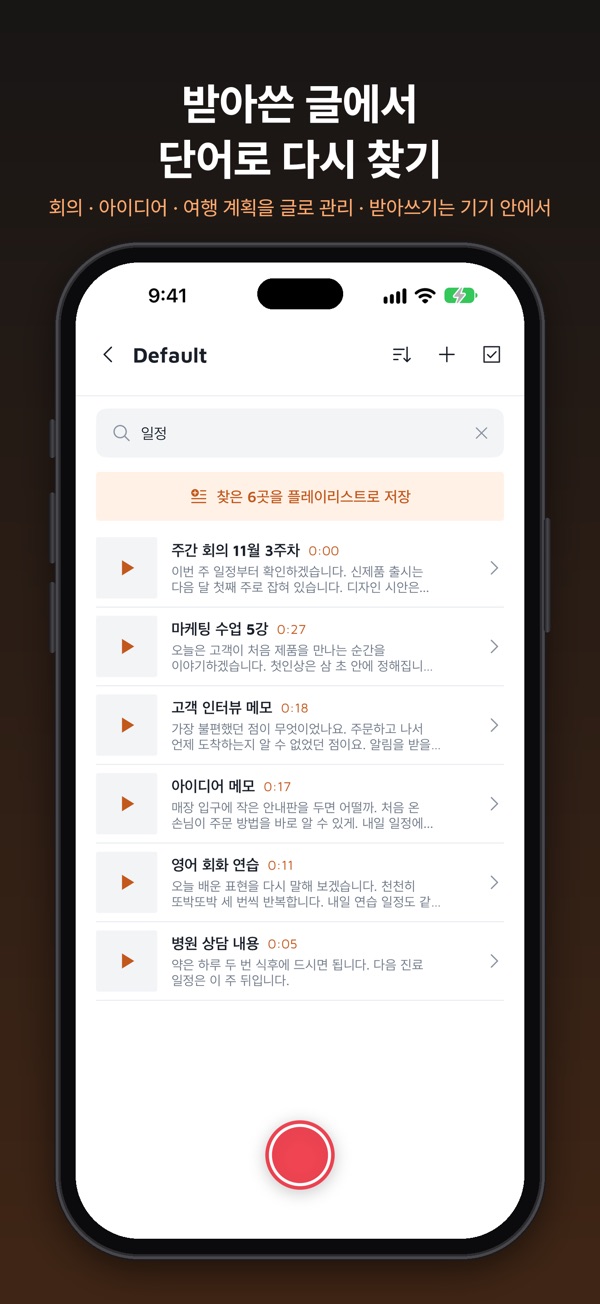 받아쓴 글에서
단어로 다시 찾기
회의 · 아이디어 · 여행 계획을 글로 관리 · 받아쓰기는 기기 안에서
9:41
Default
일정
찾은 6곳을 플레이리스트로 저장
주간 회의 11월 3주차 0:00
이번 주 일정부터 확인하겠습니다. 신제품 출시는
다음 달 첫째 주로 잡혀 있습니다. 디자인 시안은...
마케팅 수업 5강 0:27
오늘은 고객이 처음 제품을 만나는 순간을
이야기하겠습니다. 첫인상은 삼 초 안에 정해집니...
고객 인터뷰 메모 0:18
가장 불편했던 점이 무엇이었나요. 주문하고 나서
언제 도착하는지 알 수 없었던 점이요. 알림을 받을...
아이디어 메모 0:17
매장 입구에 작은 안내판을 두면 어떨까. 처음 온
손님이 주문 방법을 바로 알 수 있게. 내일 일정에...
영어 회화 연습 0:11
오늘 배운 표현을 다시 말해 보겠습니다. 천천히
또박또박 세 번씩 반복합니다. 내일 연습 일정도 같...
병원 상담 내용 0:05
약은 하루 두 번 식후에 드시면 됩니다. 다음 진료
일정은 이 주 뒤입니다.